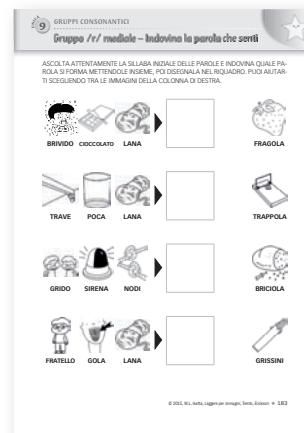 SCHEDA
9
GRUPPI CONSONANTICI
Gruppo /r/ mediale – Indovina la parola che senti
ASCOLTA ATTENTAMENTE LA SILLABA INIZIALE DELLE PAROLE E INDOVINA QUALE PA-
ROLA SI FORMA METTENDOLE INSIEME, POI DISEGNALA NEL RIQUADRO. PUOI AIUTAR-
TI SCEGLIENDO TRA LE IMMAGINI DELLA COLONNA DI DESTRA.
BRIVIDO CIOCCOLATO LANA FRAGOLA
TRAVE POCA LANA TRAPPOLA
GRIDO SIRENA NODI BRICIOLA
FRATELLO GOLA LANA GRISSINI